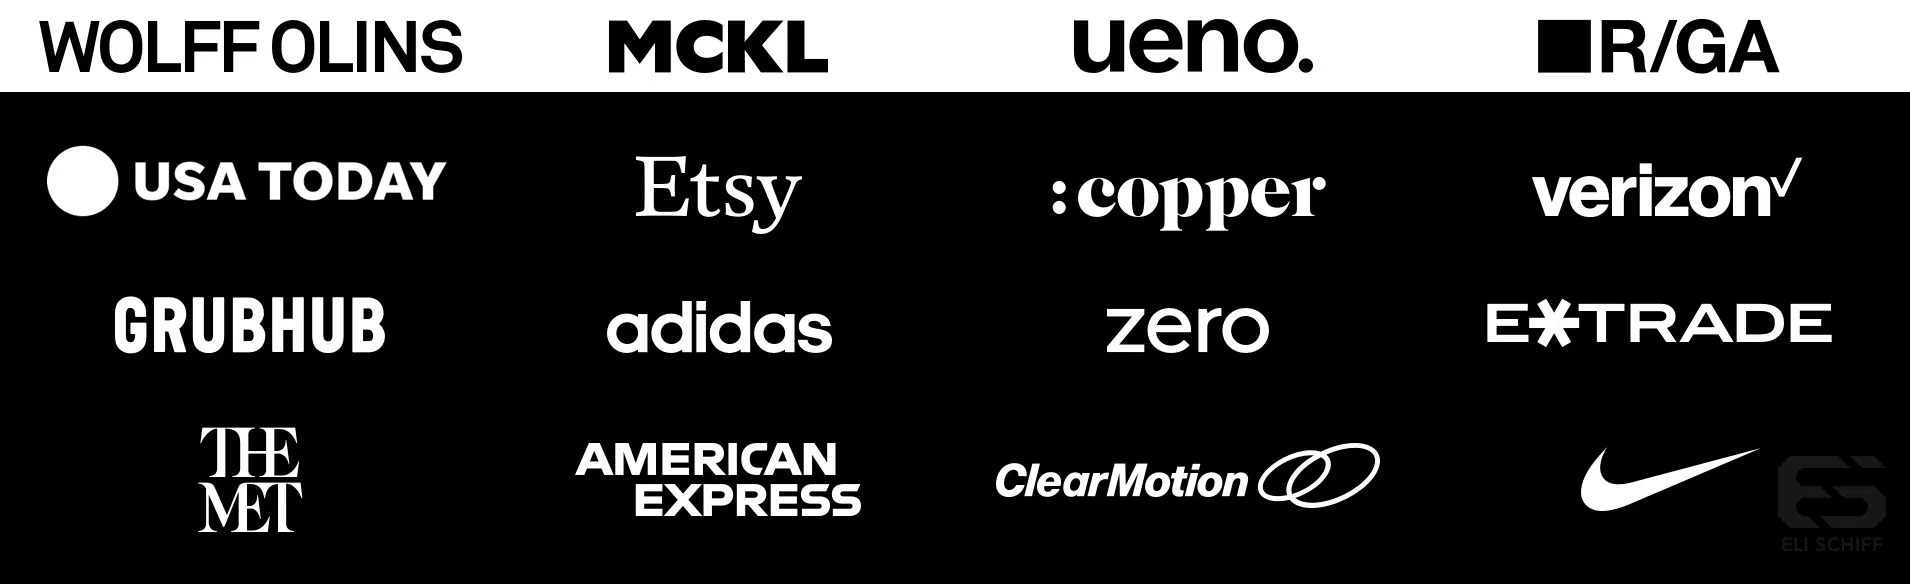 WOLFF OLINS MCKL ueno. R/GA
USA TODAY Etsy :copper verizon✓
GRUBHUB adidas zero E*TRADE
THE
MET
AMERICAN
EXPRESS
ClearMotion
ES
ELI SCHIFF